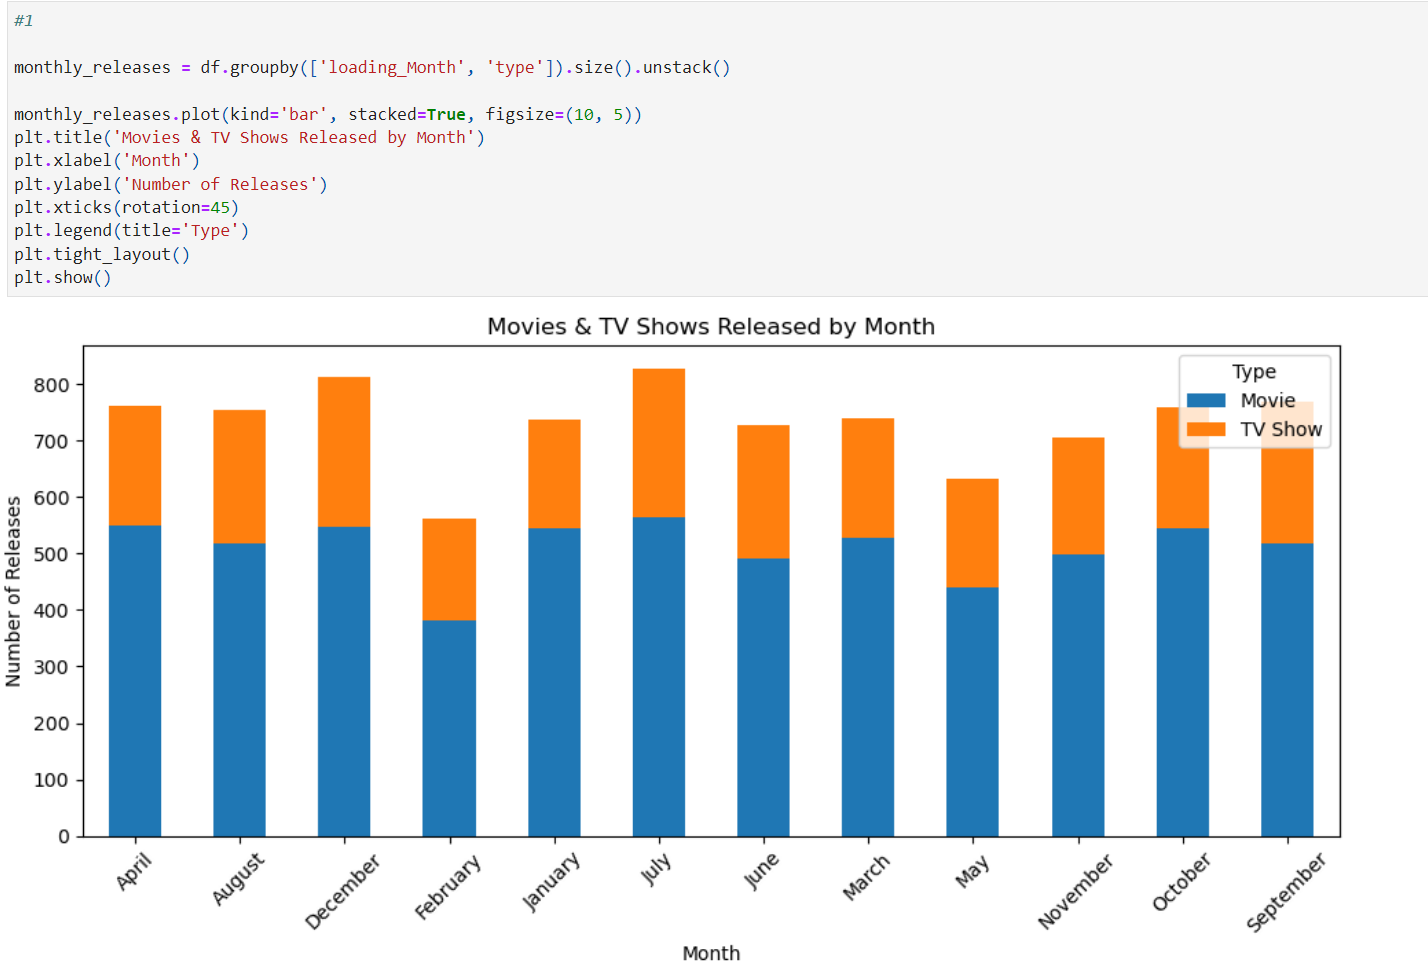 #1
monthly_releases = df.groupby(['loading_Month', 'type']).size().unstack()
monthly_releases.plot(kind='bar', stacked=True, figsize=(10, 5))
plt.title('Movies & TV Shows Released by Month')
plt.xlabel('Month')
plt.ylabel('Number of Releases')
plt.xticks(rotation=45)
plt.legend(title='Type')
plt.tight_layout()
plt.show()
Movies & TV Shows Released by Month
Type
Movie
TV Show
Number of Releases
800
700
600
500
400
300
200
100
0
April
August
December
February
January
July
June
March
May
November
October
September
Month